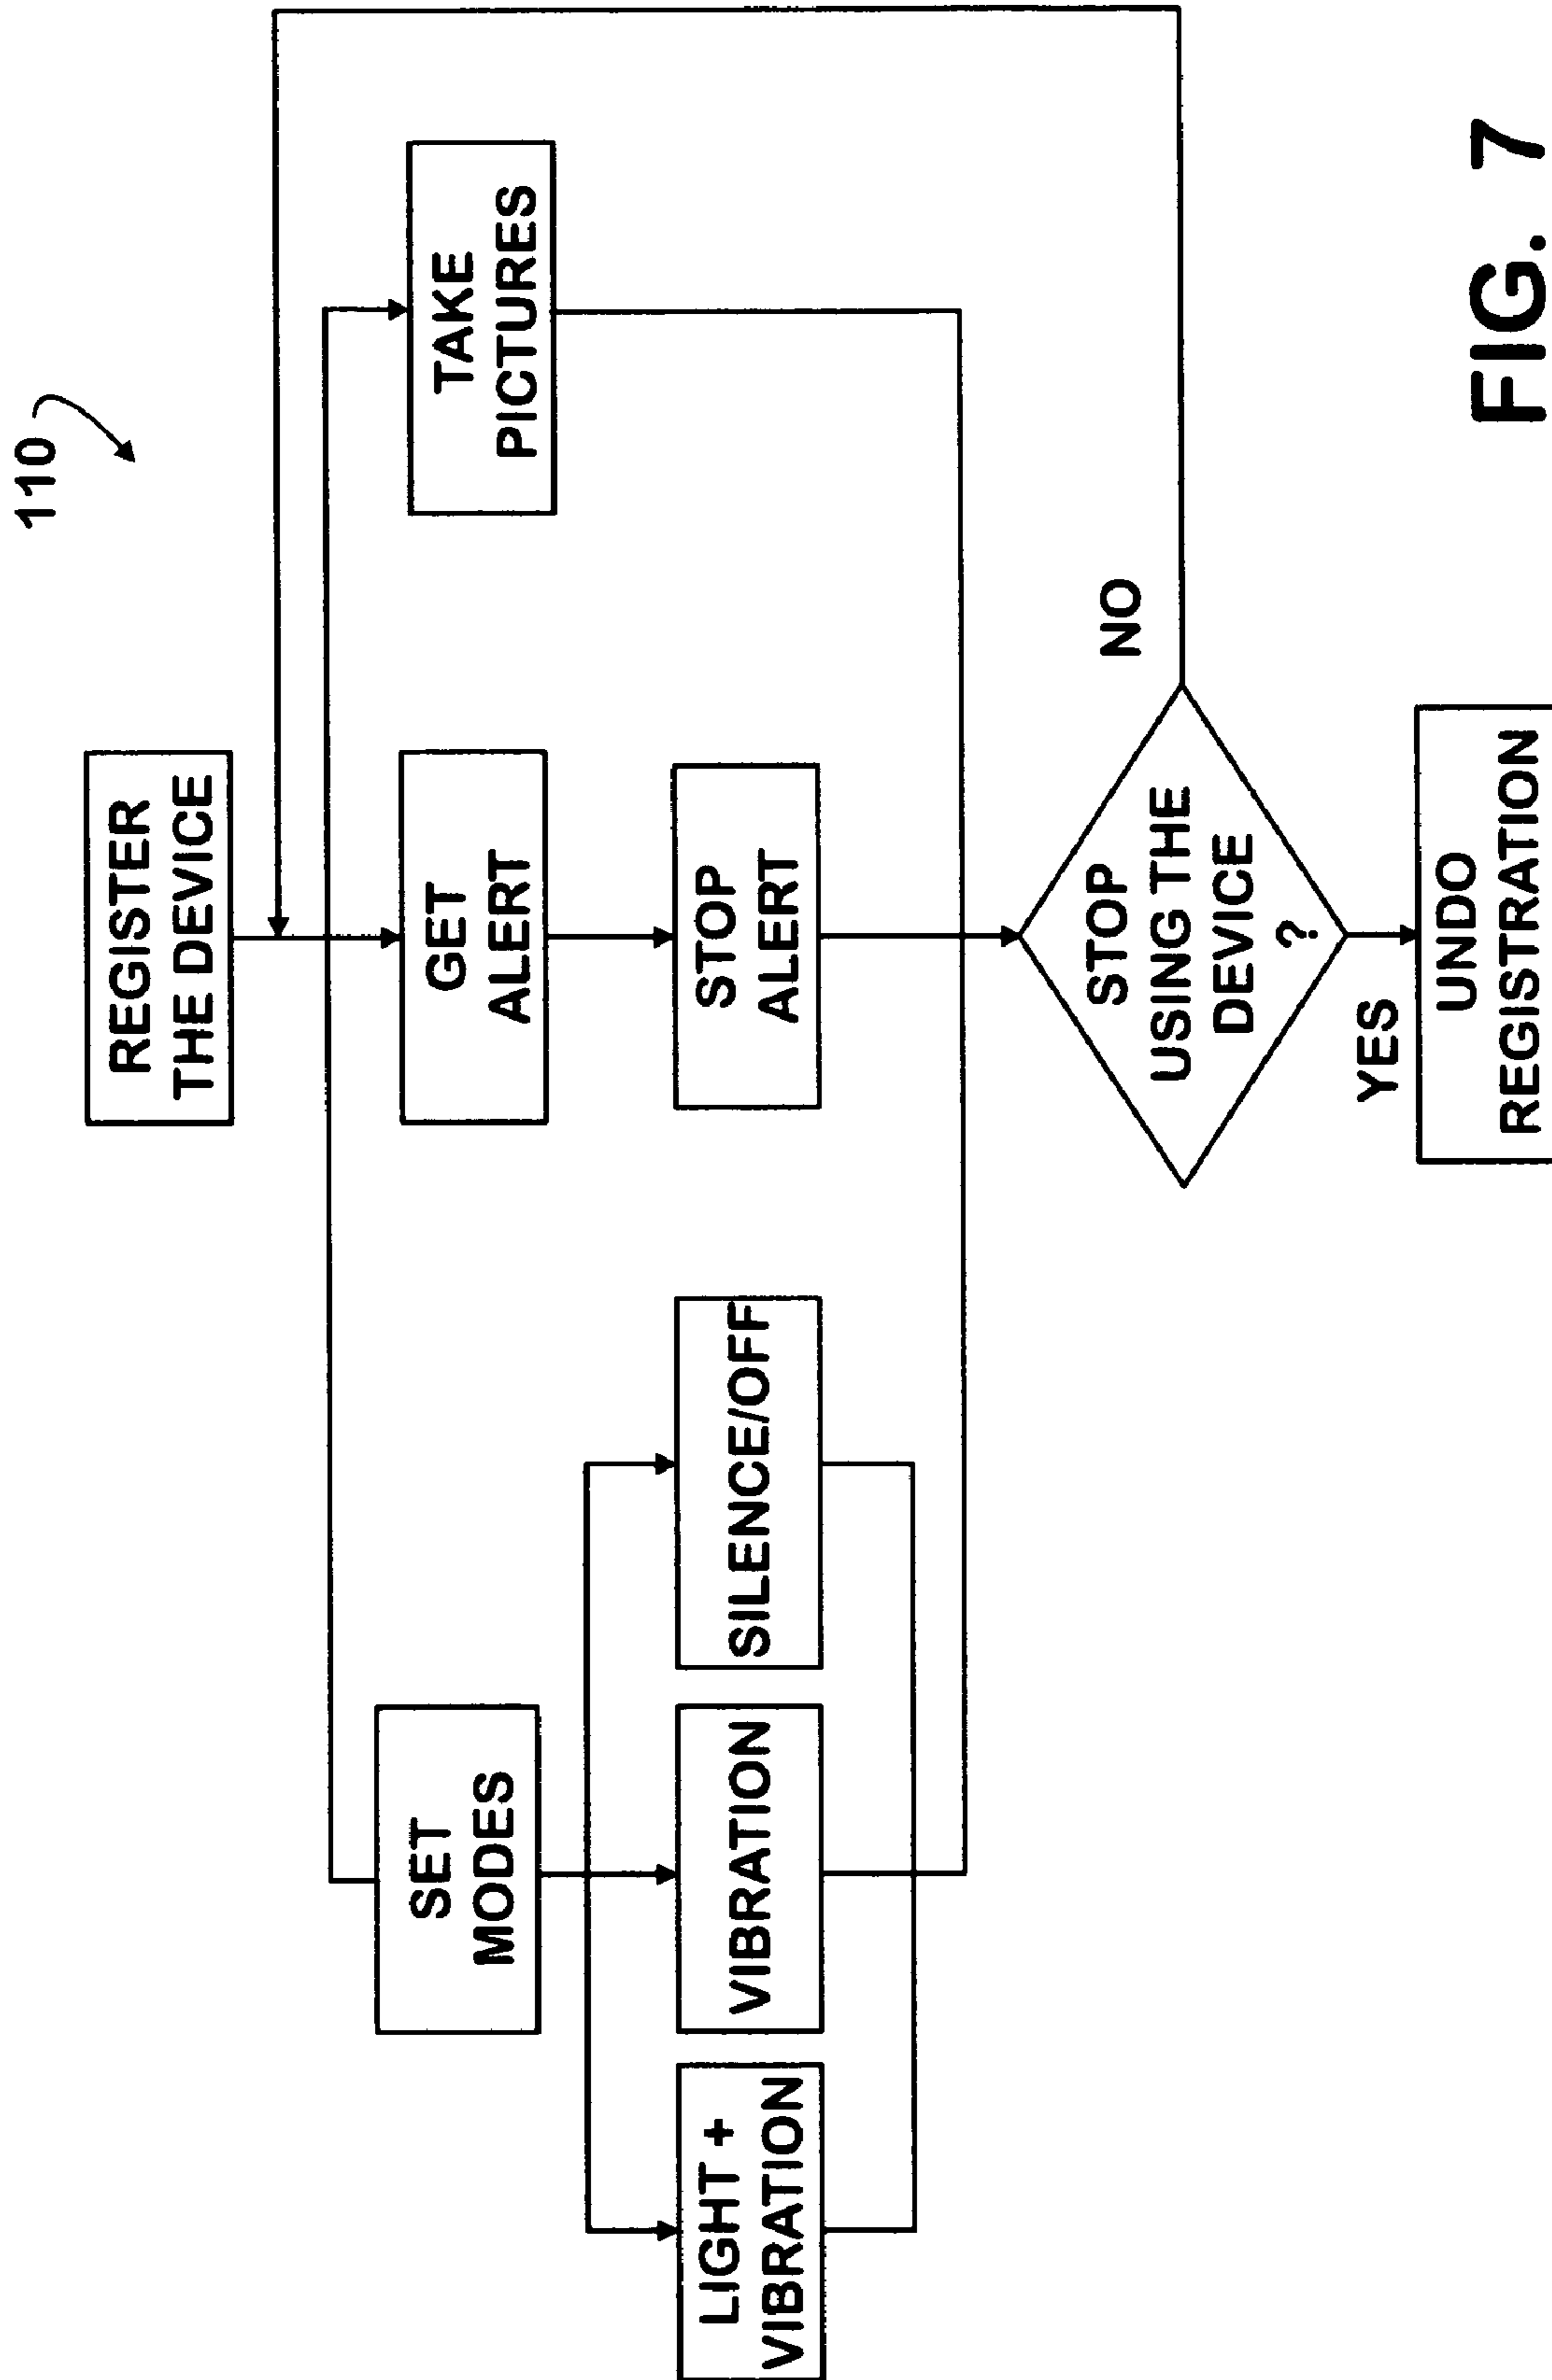 110
REGISTER
THE DEVICE
SET
MODES
GET
ALERT
TAKE
PICTURES
LIGHT +
VIBRATION
VIBRATION
SILENCE/OFF
STOP
ALERT
STOP
USING THE
DEVICE
?
NO
YES
UNDO
REGISTRATION
FIG. 7